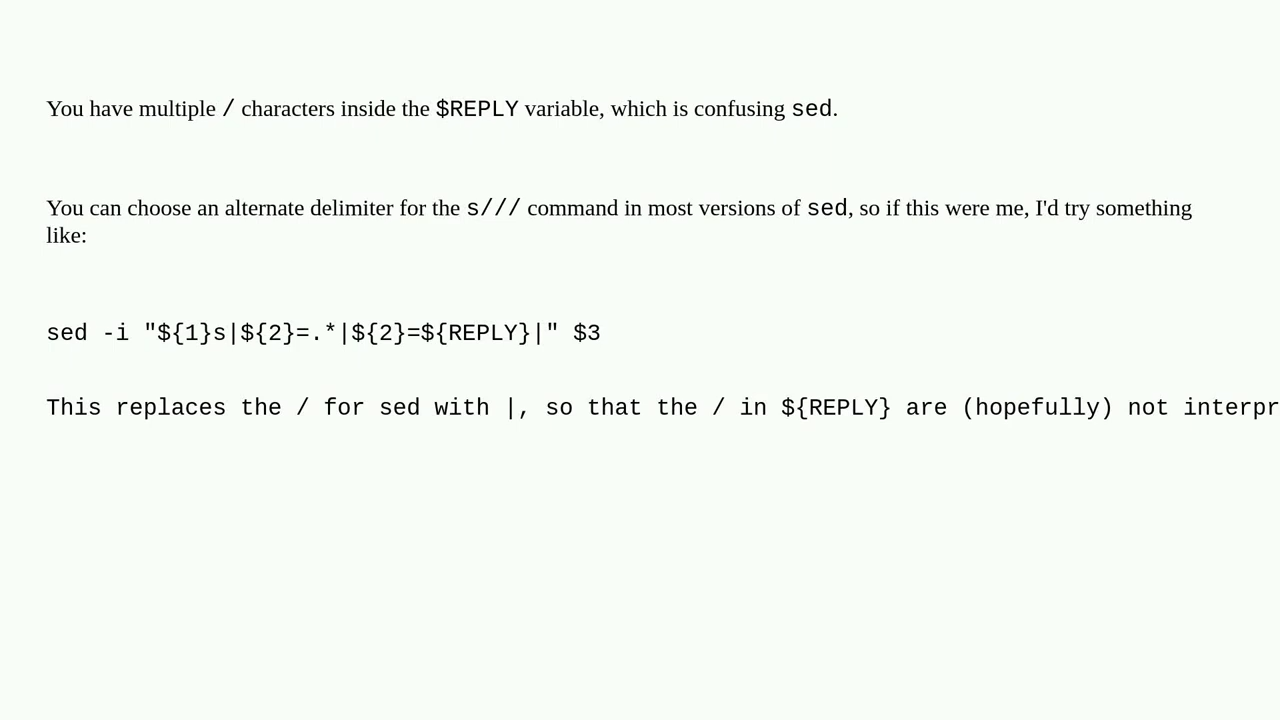 You have multiple / characters inside the $REPLY variable, which is confusing sed.
You can choose an alternate delimiter for the s/// command in most versions of sed, so if this were me, I'd try something
like:
sed -i "${1}s|${2}=.*|${2}=${REPLY}|" $3
This replaces the / for sed with |, so that the / in ${REPLY} are (hopefully) not interpr